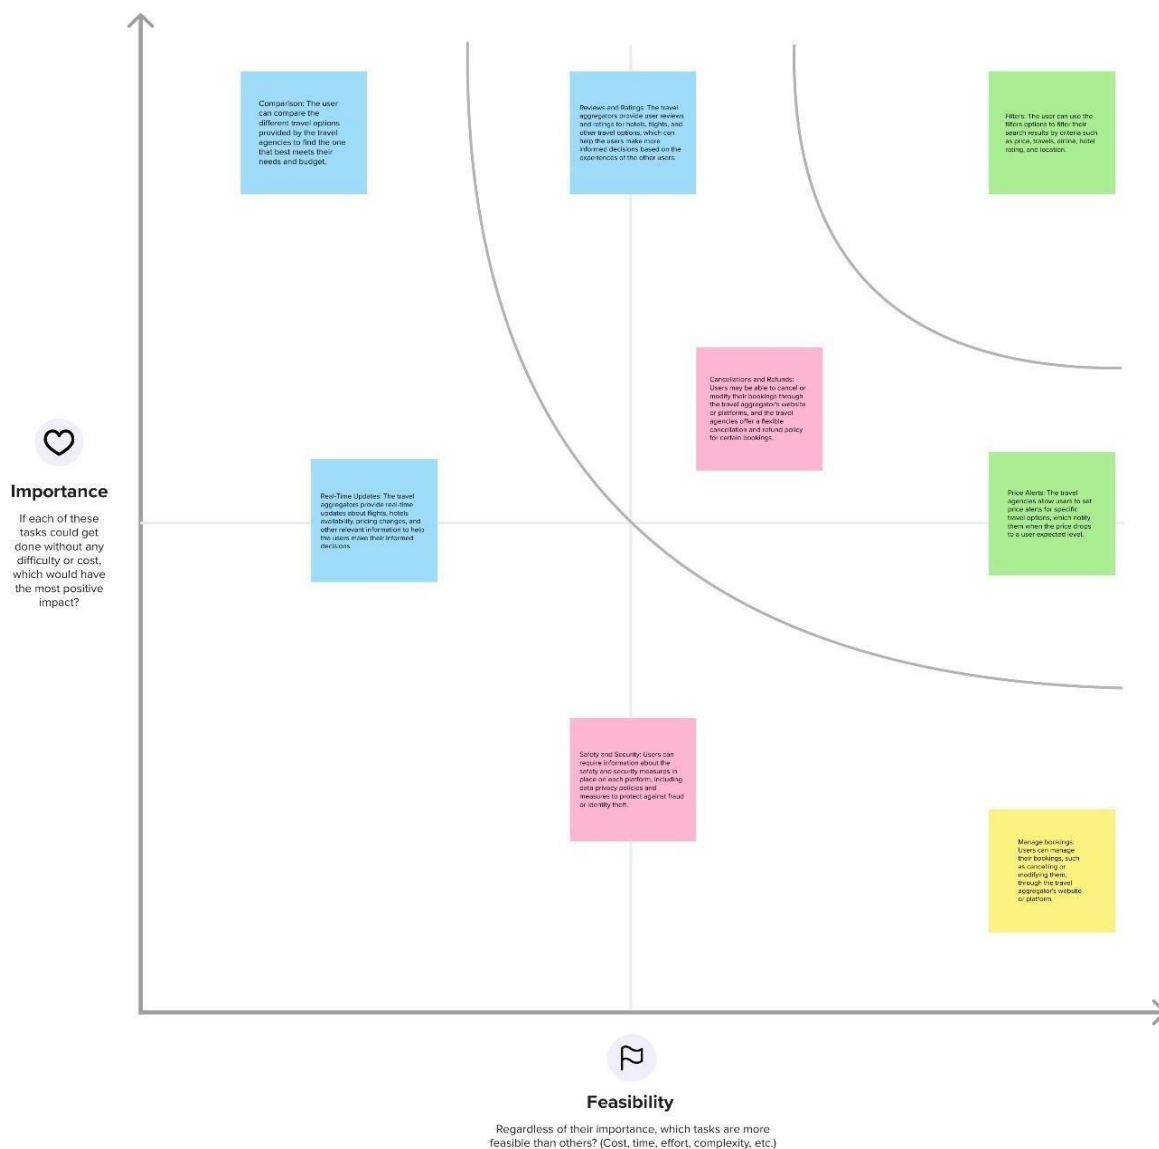 Comparison: The user
can compare the
different travel options
provided by the travel
agencies to find the one
that best meets their
needs and budget.
Reviews and Ratings: The travel
aggregators provide user reviews
and ratings for hotels, flights, and
other travel options, which can
help the users make more
informed decisions based on the
experiences of the other users.
Filters: The user can use the
filters options to filter their
search results by criteria such
as price, travels, airline, hotel
rating, and location.
Cancellations and Refunds:
Users may be able to cancel or
modify their bookings through
the travel aggregator's website
or platforms, and the travel
agencies offer a flexible
cancellation and refund policy
for certain bookings.
Importance
If each of these
tasks could get
done without any
difficulty or cost,
which would have
the most positive
impact?
Real-Time Updates: The travel
aggregators provide real-time
updates about flights, hotels
availability, pricing changes, and
other relevant information to help
the users make their informed
decisions.
Price Alerts: The travel
agencies allow users to set
price alerts for specific
travel options, which notify
them when the price drops
to a user expected level.
Safety and Security: Users can
require information about the
safety and security measures in
place on each platform, including
data privacy policies and
measures to protect against fraud
or identity theft.
Manage bookings:
Users can manage
their bookings, such
as cancelling or
modifying them,
through the travel
aggregator's website
or platform.
Feasibility
Regardless of their importance, which tasks are more
feasible than others? (Cost, time, effort, complexity, etc.)